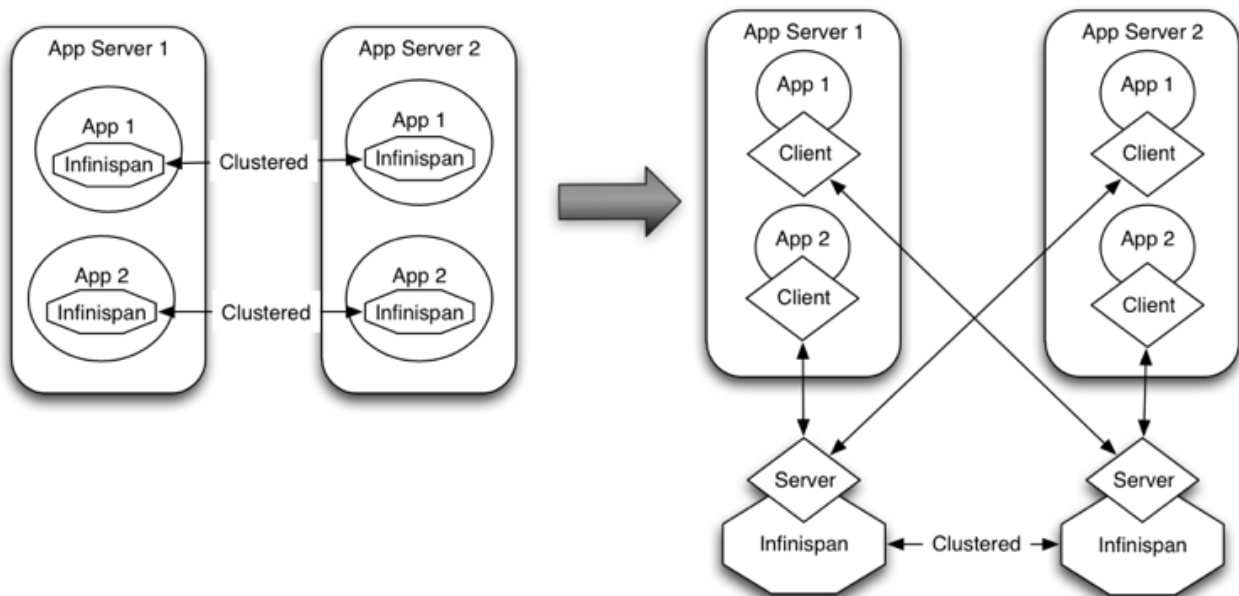 App Server 1
App 1
Infinispan
App 2
Infinispan
Clustered
Clustered
App Server 2
App 1
Infinispan
App 2
Infinispan
App Server 1
App 1
Client
App 2
Client
App Server 2
App 1
Client
App 2
Client
Server
Infinispan
Clustered
Server
Infinispan